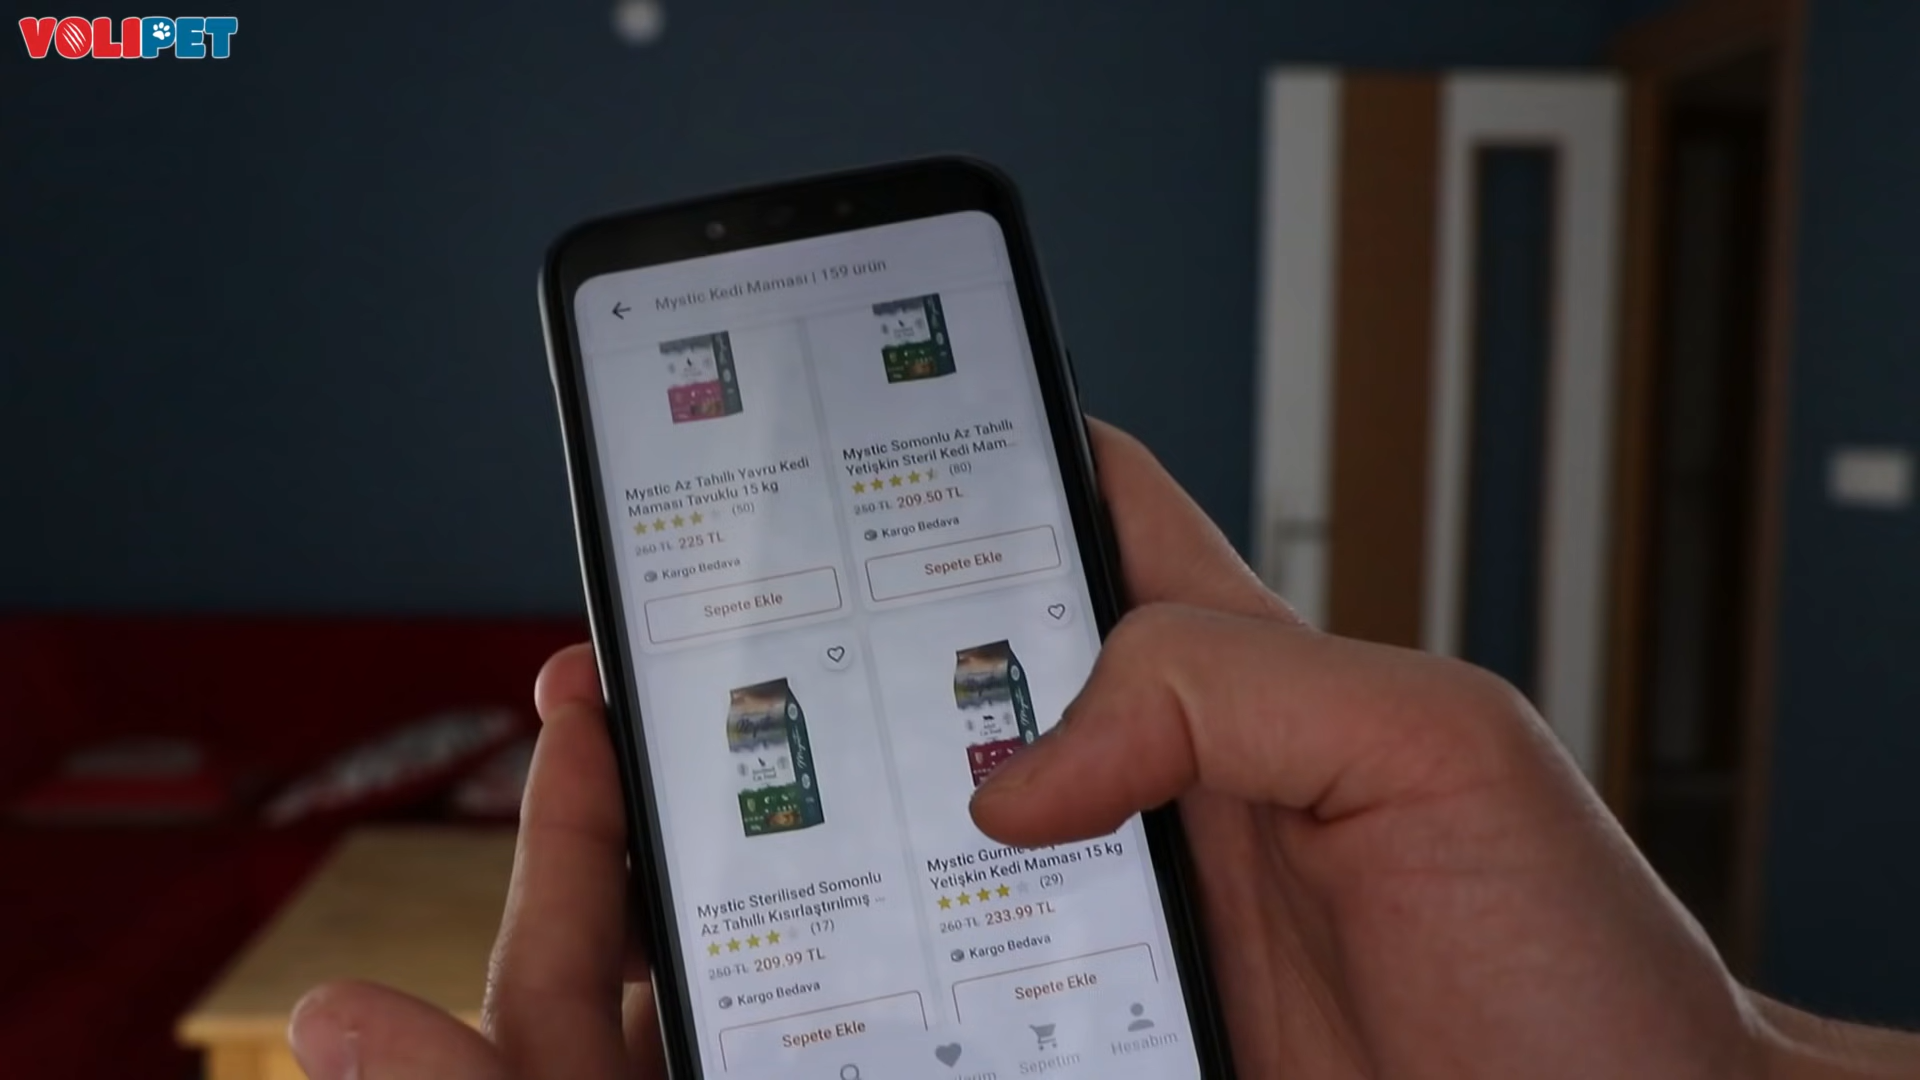 VOLIPET
Mystic Kedi Maması | 159 ürün
Mystic Az Tahıllı Yavru Kedi
Maması Tavuklu 15 kg
(50)
260 TL 225 TL
Kargo Bedava
Sepete Ekle
Mystic Somonlu Az Tahıllı
Yetişkin Steril Kedi Mam...
(80)
250 TL 209.50 TL
Kargo Bedava
Sepete Ekle
Mystic Sterilised Somonlu
Az Tahıllı Kısırlaştırılmış ...
(17)
250 TL 209.99 TL
Kargo Bedava
Sepete Ekle
Mystic Gurme
Yetişkin Kedi Maması 15 kg
(29)
260 TL 233.99 TL
Kargo Bedava
Sepete Ekle
Sepetim
Hesabım